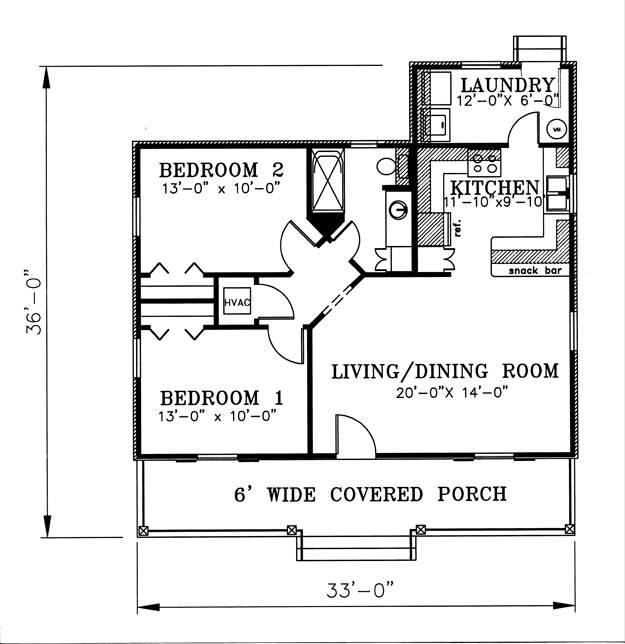 LAUNDRY
12'-0"X 6'-0"
WH
BEDROOM 2
13'-0" x 10'-0"
KITCHEN
11'-10"x9'-10"
ref.
snack bar
HVAC
36'-0"
LIVING/DINING ROOM
20'-0"X 14'-0"
BEDROOM 1
13'-0" x 10'-0"
6' WIDE COVERED PORCH
33'-0"